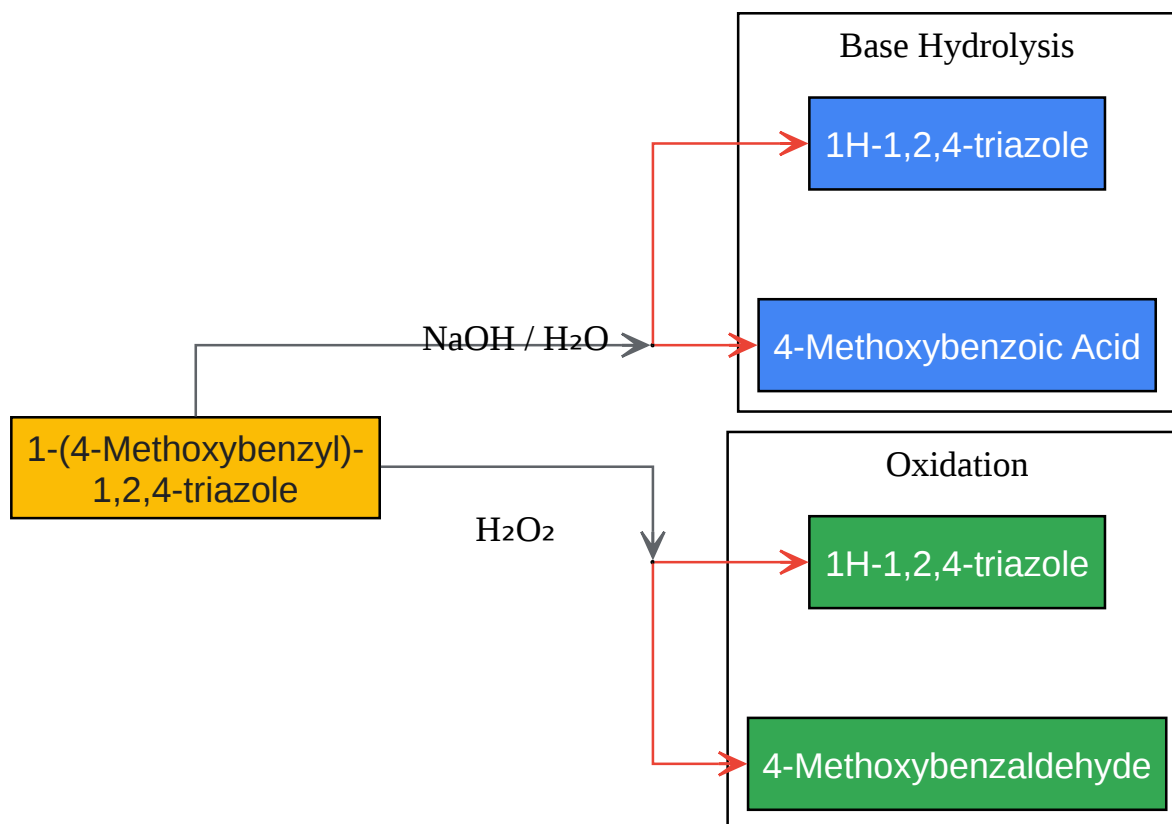 Base Hydrolysis
1H-1,2,4-triazole
NaOH / H₂O
4-Methoxybenzoic Acid
1-(4-Methoxybenzyl)-
1,2,4-triazole
Oxidation
H₂O₂
1H-1,2,4-triazole
4-Methoxybenzaldehyde